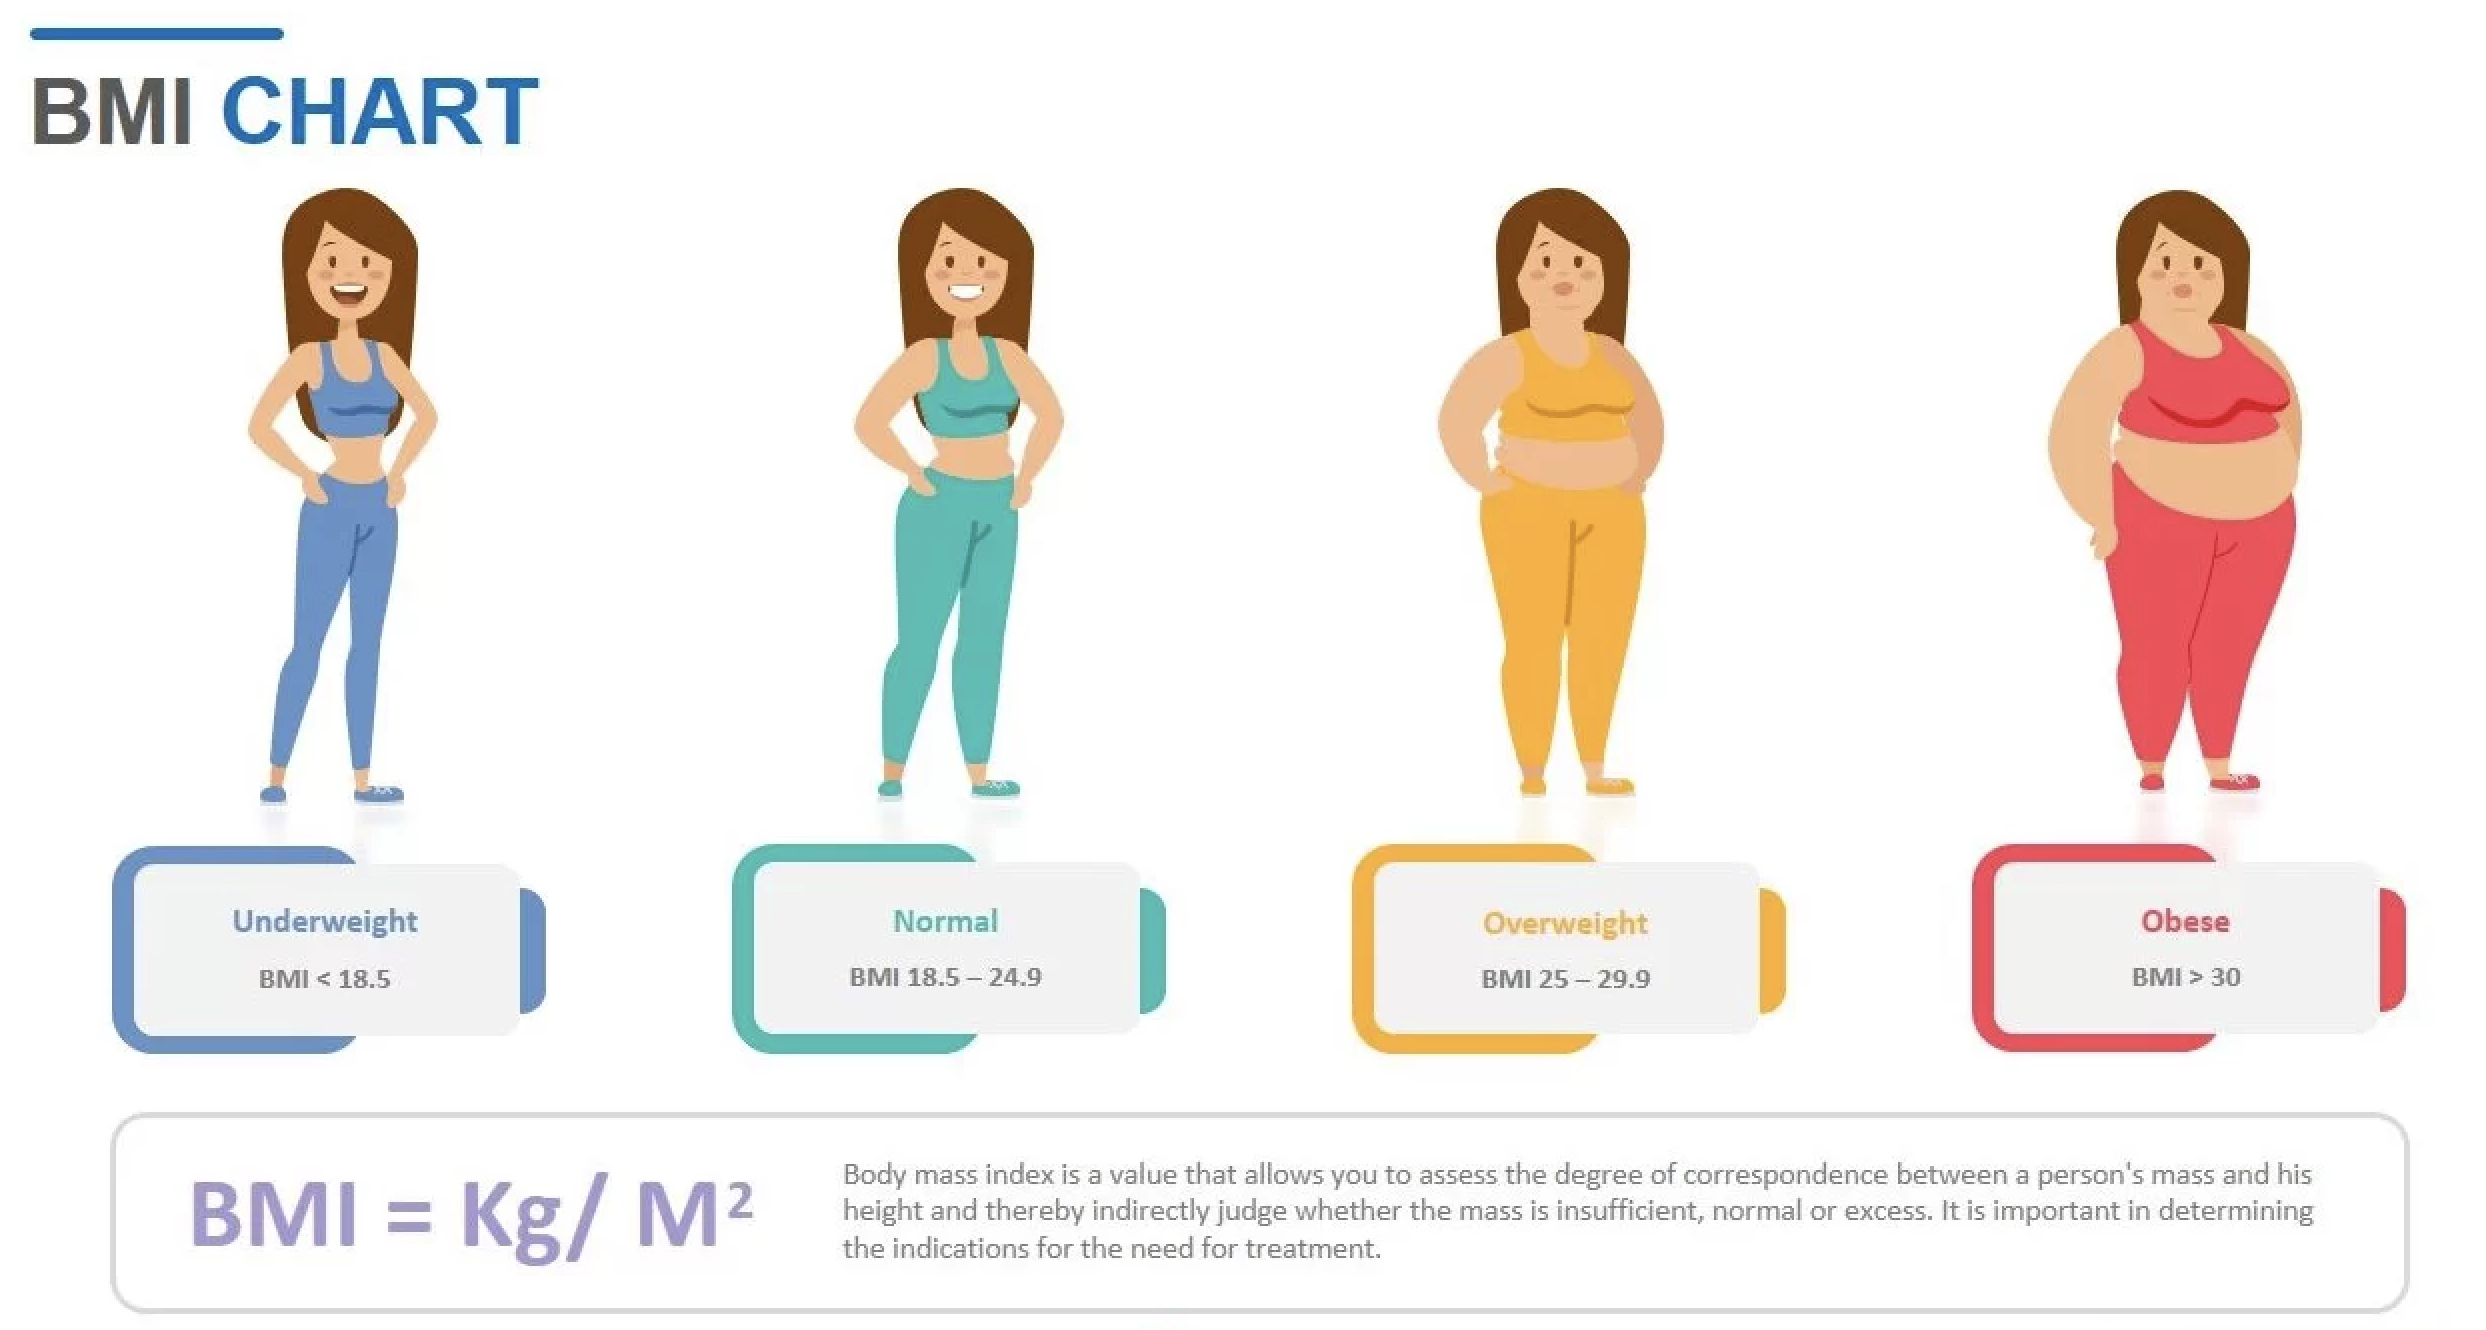 BMI CHART
Underweight
BMI < 18.5
Normal
BMI 18.5 – 24.9
Overweight
BMI 25 – 29.9
Obese
BMI > 30
BMI = Kg/ M²
Body mass index is a value that allows you to assess the degree of correspondence between a person's mass and his
height and thereby indirectly judge whether the mass is insufficient, normal or excess. It is important in determining
the indications for the need for treatment.